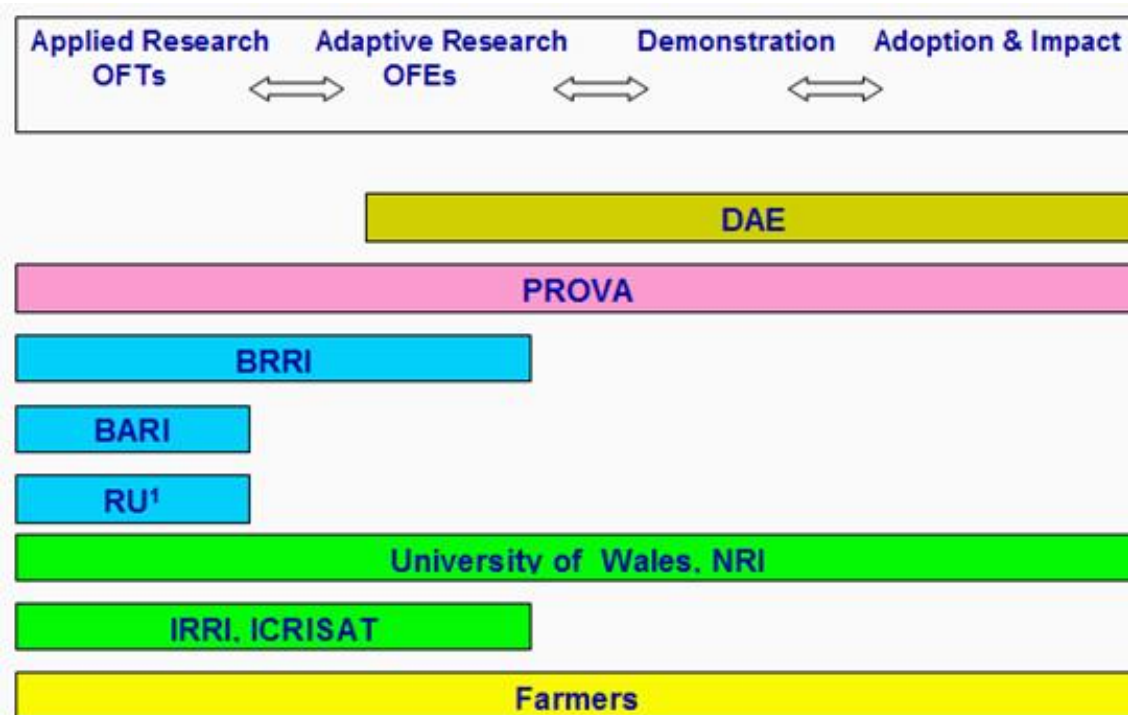 Applied Research Adaptive Research Demonstration Adoption & Impact
OFTs OFEs
DAE
PROVA
BRRI
BARI
RU¹
University of Wales, NRI
IRRI, ICRISAT
Farmers